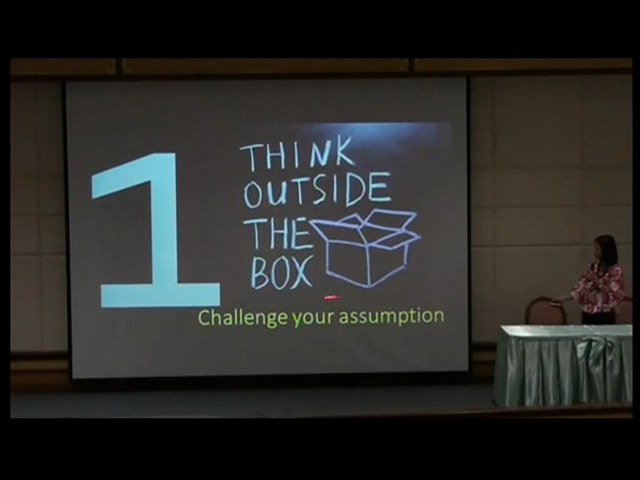 1
THINK
OUTSIDE
THE
BOX
Challenge your assumption